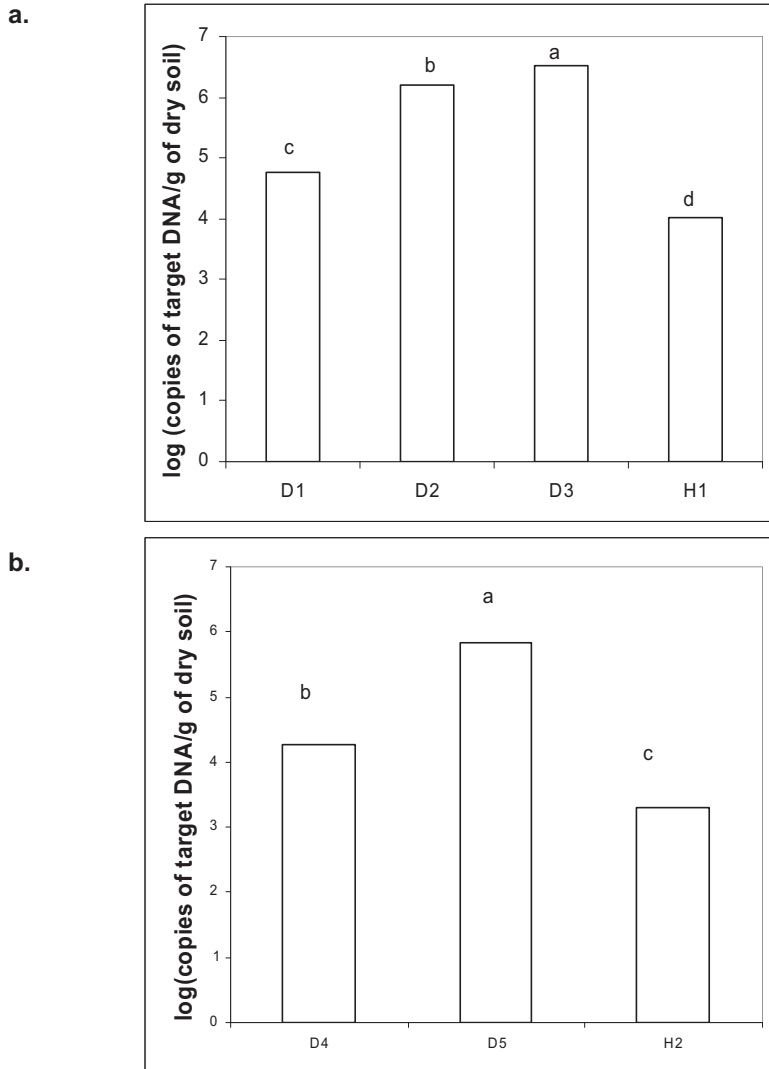 a.
log (copies of target DNA/g of dry soil)
7
6
5
4
3
2
1
0
c
b
a
d
D1 D2 D3 H1
b.
log(copies of target DNA/g of dry soil)
7
6
5
4
3
2
1
0
b
a
c
D4 D5 H2